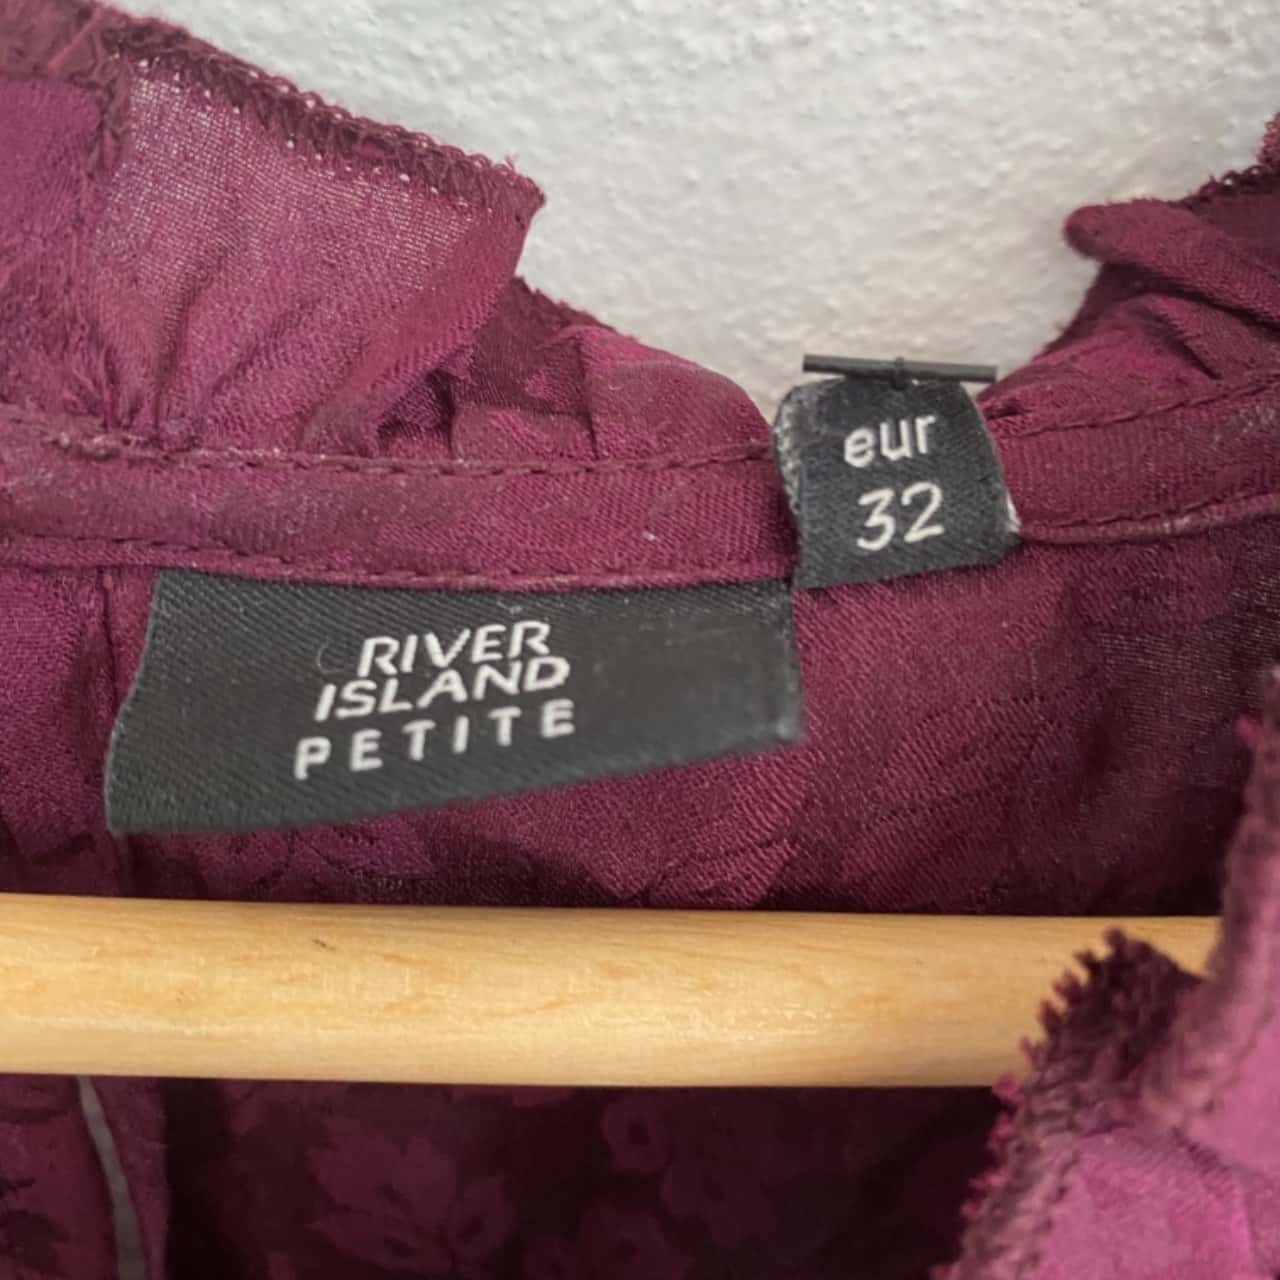 eur
32
RIVER
ISLAND
PETITE